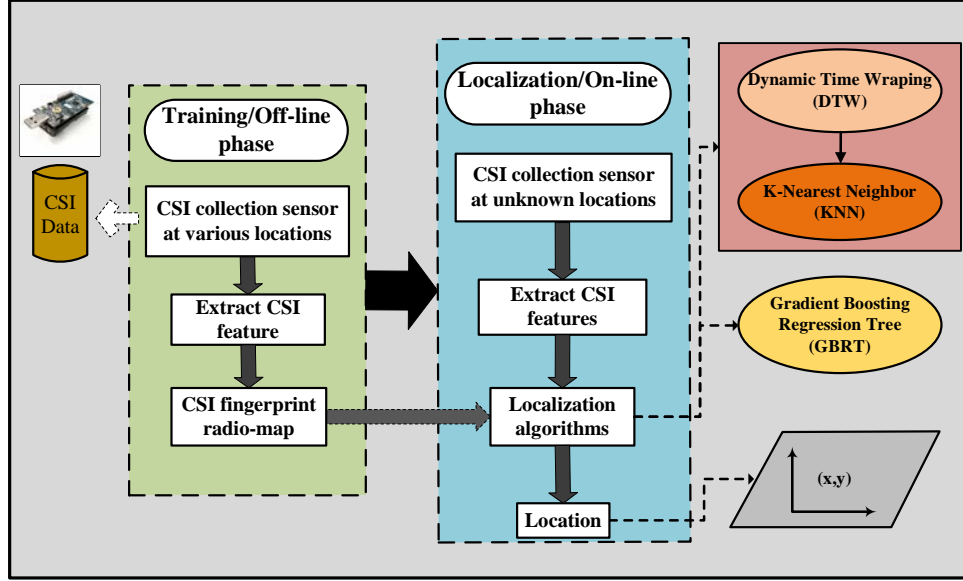 Training/Off-line
phase
CSI
Data
CSI collection sensor
at various locations
Extract CSI
feature
CSI fingerprint
radio-map
Localization/On-line
phase
CSI collection sensor
at unknown locations
Extract CSI
features
Localization
algorithms
Location
Dynamic Time Wraping
(DTW)
K-Nearest Neighbor
(KNN)
Gradient Boosting
Regression Tree
(GBRT)
(x,y)